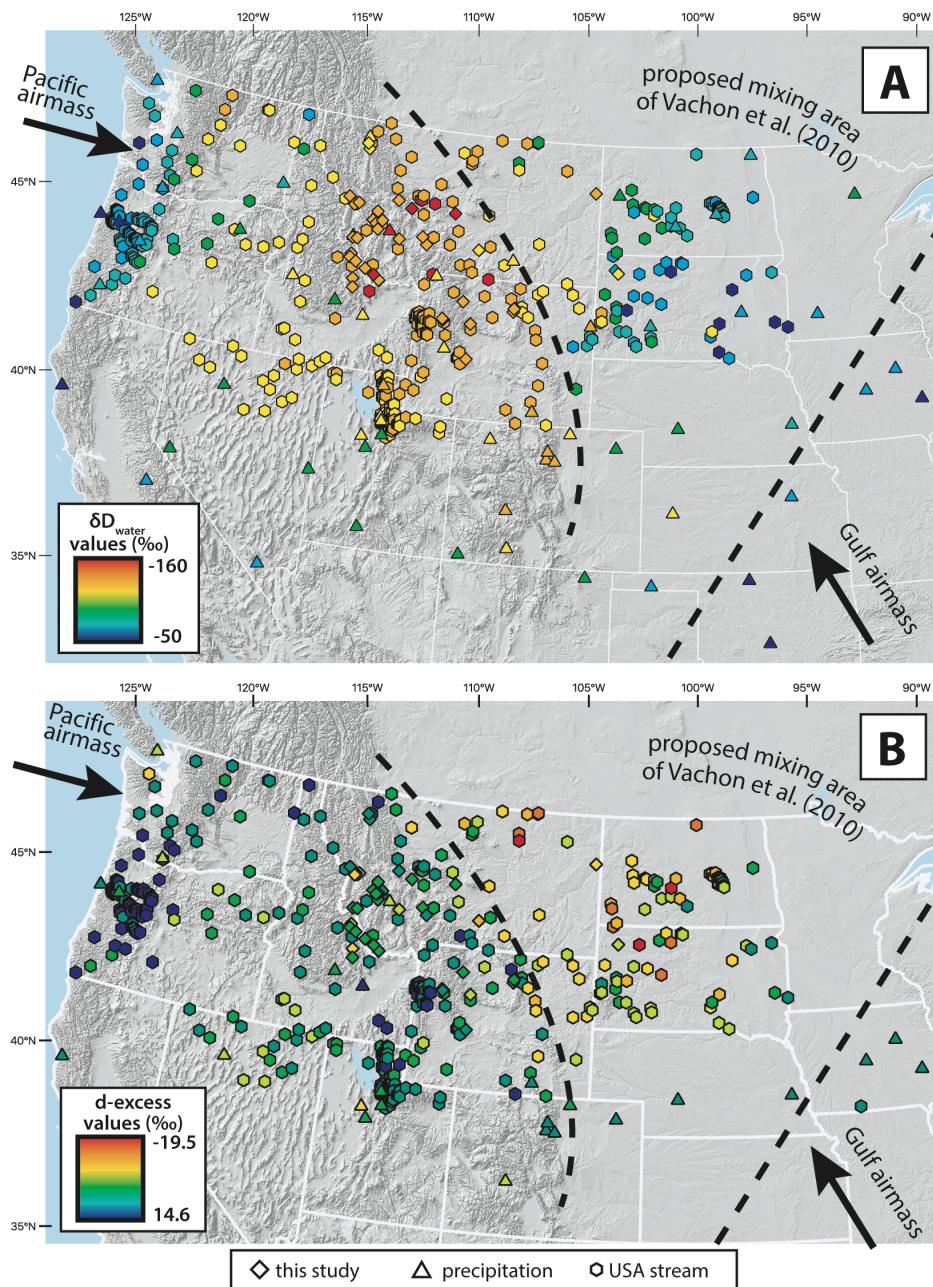 125°W 120°W 115°W 110°W 105°W 100°W 95°W 90°W
A
Pacific
airmass
proposed mixing area
of Vachon et al. (2010)
45°N
40°N
35°N
δD water
values (‰)
-160
-50
Gulf airmass
125°W 120°W 114°W 110°W 105°W 100°W 95°W 90°W
B
Pacific
airmass
proposed mixing area
of Vachon et al. (2010)
45°N
40°N
35°N
d-excess
values (‰)
-19.5
14.6
Gulf airmass
this study precipitation USA stream